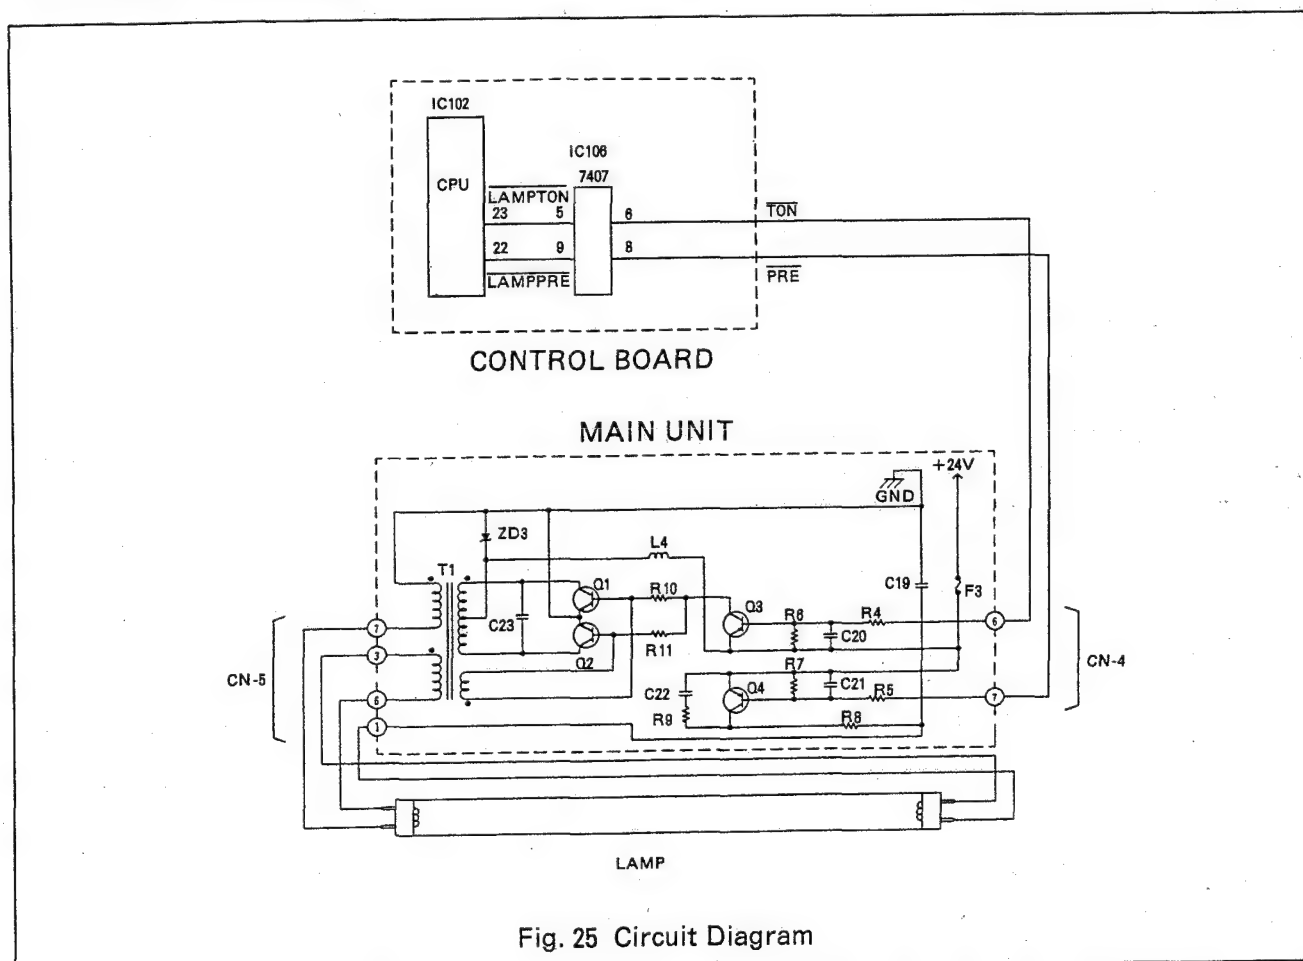 IC102
CPU
IC106
7407
LAMPTON
23 5 6
TON
22 9 8
LAMPPRE
PRE
CONTROL BOARD
MAIN UNIT
+24V
GND
ZD3
L4
T1
Q1
R10
C19
F3
Q3
R6
R4
6
C23
C20
7
R11
Q2
3
R7
CN-5
CN-4
C22
Q4
C21
R5
7
6
R9
R8
1
LAMP
Fig. 25 Circuit Diagram